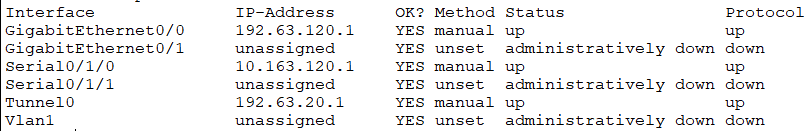 Interface IP-Address OK? Method Status Protocol
GigabitEthernet0/0 192.63.120.1 YES manual up up
GigabitEthernet0/1 unassigned YES unset administratively down down
Serial0/1/0 10.163.120.1 YES manual up up
Serial0/1/1 unassigned YES unset administratively down down
Tunnel0 192.63.20.1 YES manual up up
Vlan1 unassigned YES unset administratively down down